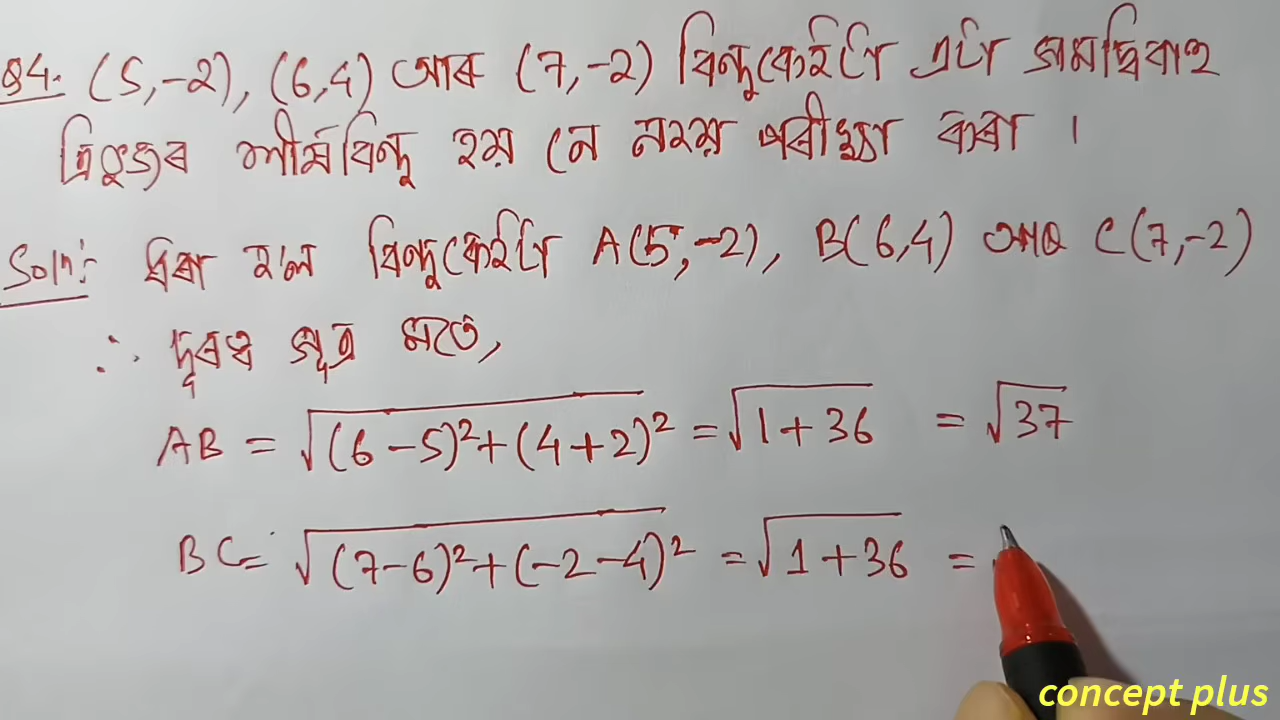 Q4. (5,-2), (6,4) আৰু (7,-2) বিন্দুকেইটা এটা সমদ্বিবাহু
ত্ৰিভুজৰ শীৰ্ষবিন্দু হয় নে নহয় পৰীক্ষা কৰা ।
Soln:- ধৰা হ'ল বিন্দুকেইটা A(5,-2), B(6,4) আৰু C(7,-2)
∴ দূৰত্ব সূত্ৰ মতে,
AB = √(6-5)²+(4+2)² = √1+36 = √37
BC = √(7-6)²+(-2-4)² = √1+36 =
concept plus